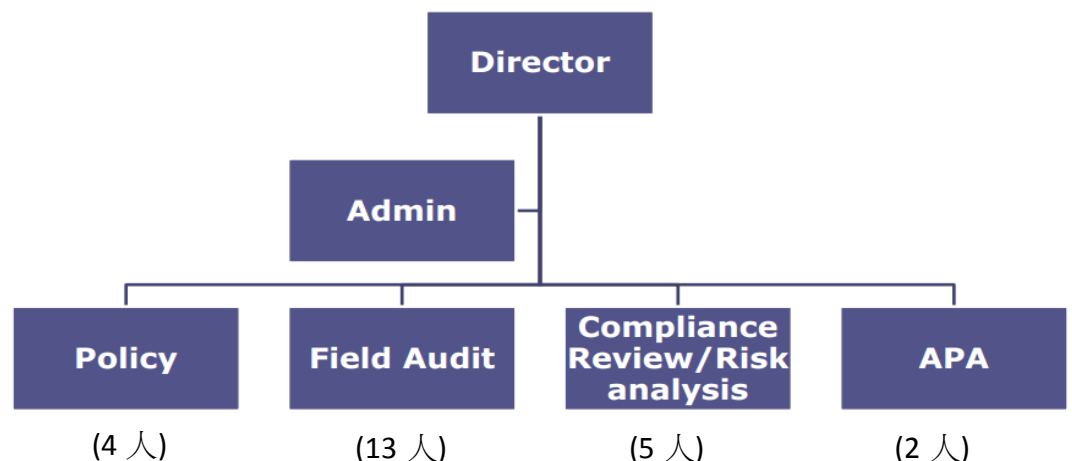 Director
Admin
Policy
Field Audit
Compliance
Review/Risk
analysis
APA
(4 人)
(13 人)
(5 人)
(2 人)